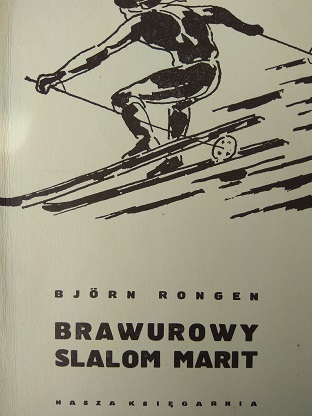 BJÖRN RONGEN
BRAWUROWY
SLALOM MARIT
NASZA KSIĘGARNIA